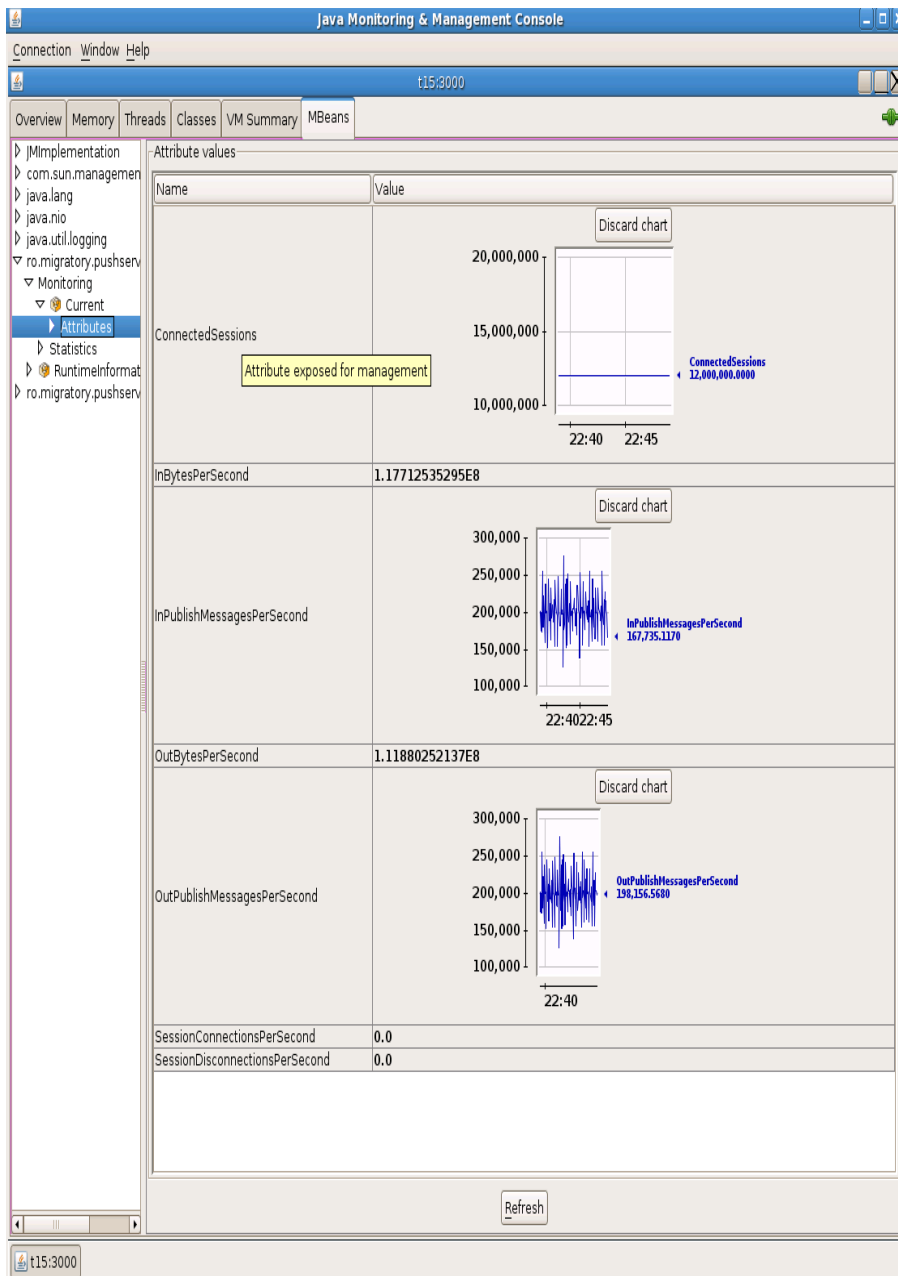 Java Monitoring & Management Console
Connection Window Help
t15:3000
Overview Memory Threads Classes VM Summary MBeans
JMImplementation
com.sun.managemen
java.lang
java.nio
java.util.logging
ro.migratory.pushserv
Monitoring
Current
Attributes
Statistics
RuntimeInformat
ro.migratory.pushserv
Attribute values
Name Value
Discard chart
ConnectedSessions
Attribute exposed for management
20,000,000
15,000,000
10,000,000
ConnectedSessions
12,000,000.0000
22:40 22:45
InBytesPerSecond 1.17712535295E8
Discard chart
InPublishMessagesPerSecond
300,000
250,000
200,000
150,000
100,000
InPublishMessagesPerSecond
167,735.1170
22:4022:45
OutBytesPerSecond 1.11880252137E8
Discard chart
OutPublishMessagesPerSecond
300,000
250,000
200,000
150,000
100,000
OutPublishMessagesPerSecond
198,156.5680
22:40
SessionConnectionsPerSecond 0.0
SessionDisconnectionsPerSecond 0.0
Refresh
t15:3000